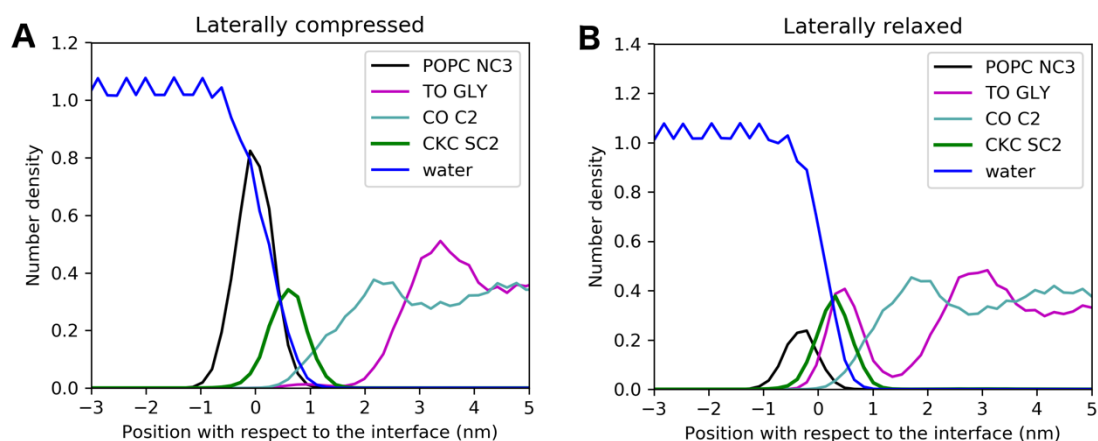 A
Laterally compressed
1.2
1.0
0.8
0.6
0.4
0.2
0.0
Number density
POPC NC3
TO GLY
CO C2
CKC SC2
water
−3 −2 −1 0 1 2 3 4 5
Position with respect to the interface (nm)
B
Laterally relaxed
1.4
1.2
1.0
0.8
0.6
0.4
0.2
0.0
Number density
POPC NC3
TO GLY
CO C2
CKC SC2
water
−3 −2 −1 0 1 2 3 4 5
Position with respect to the interface (nm)